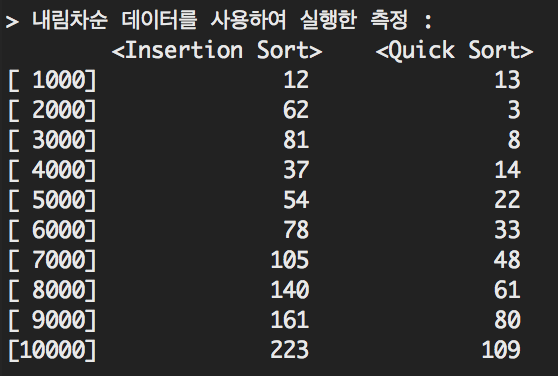 > 내림차순 데이터를 사용하여 실행한 측정 :
<Insertion Sort> <Quick Sort>
[ 1000] 12 13
[ 2000] 62 3
[ 3000] 81 8
[ 4000] 37 14
[ 5000] 54 22
[ 6000] 78 33
[ 7000] 105 48
[ 8000] 140 61
[ 9000] 161 80
[10000] 223 109